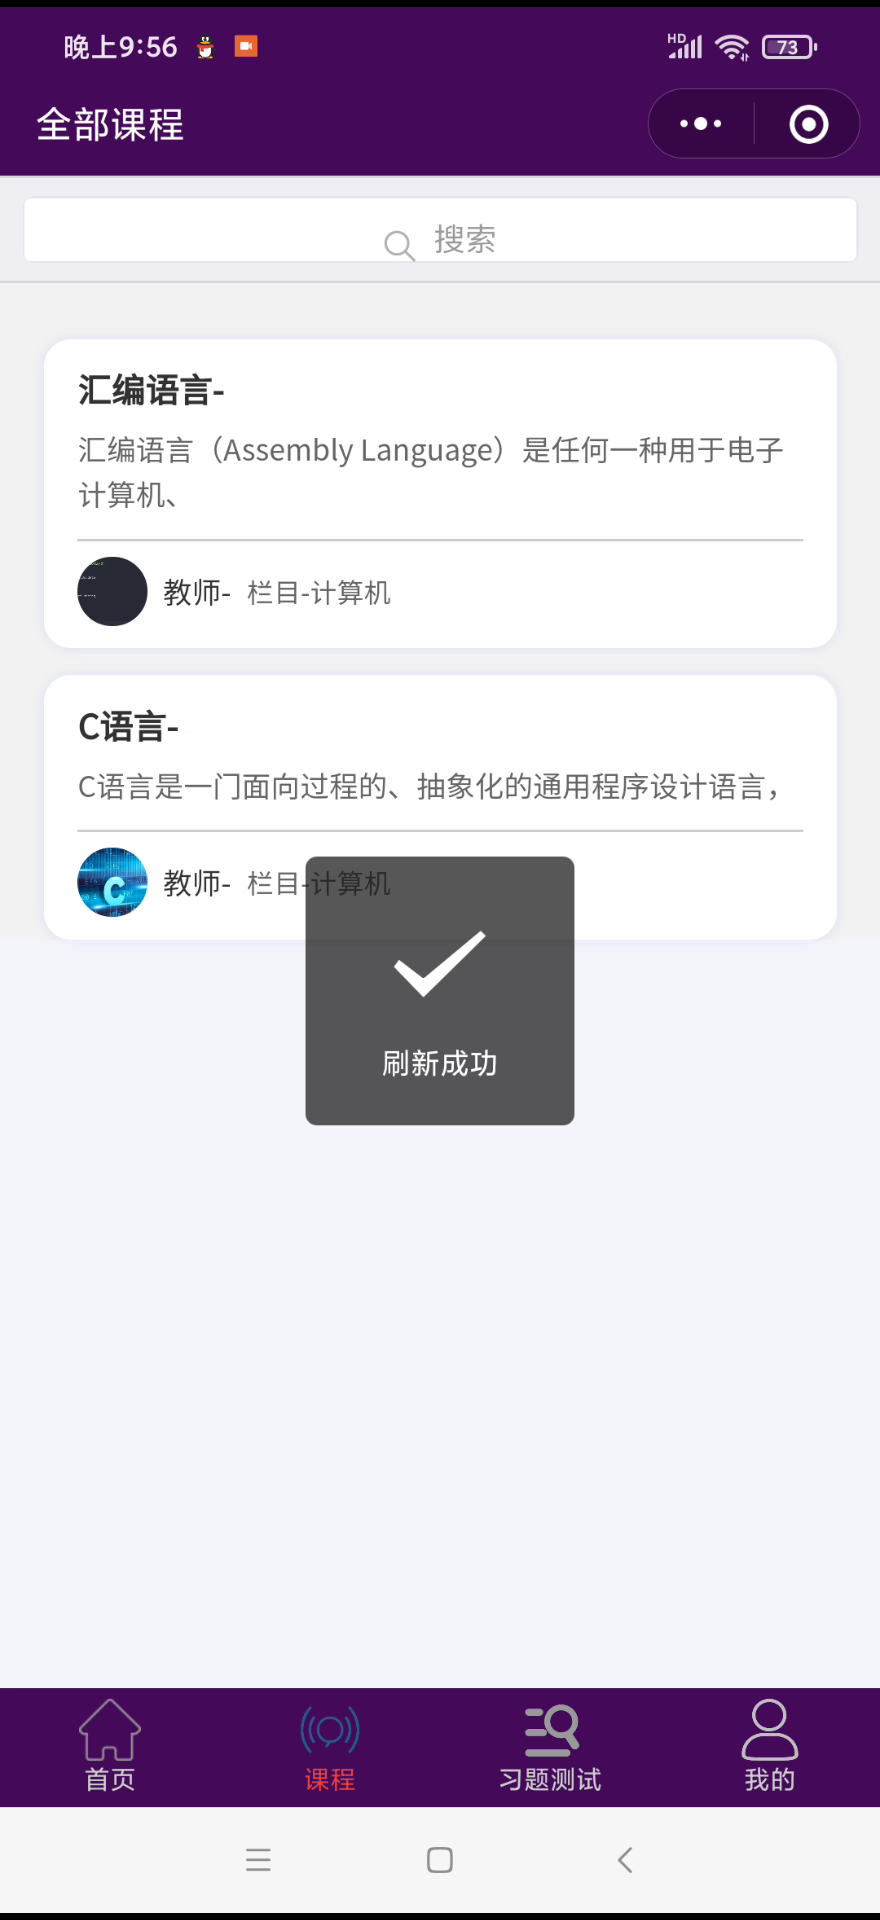 晚上9:56
HD
73
全部课程
搜索
汇编语言-
汇编语言（Assembly Language）是任何一种用于电子
计算机、
教师- 栏目-计算机
C语言-
C语言是一门面向过程的、抽象化的通用程序设计语言，
C
教师- 栏目-计算机
刷新成功
首页
课程
习题测试
我的